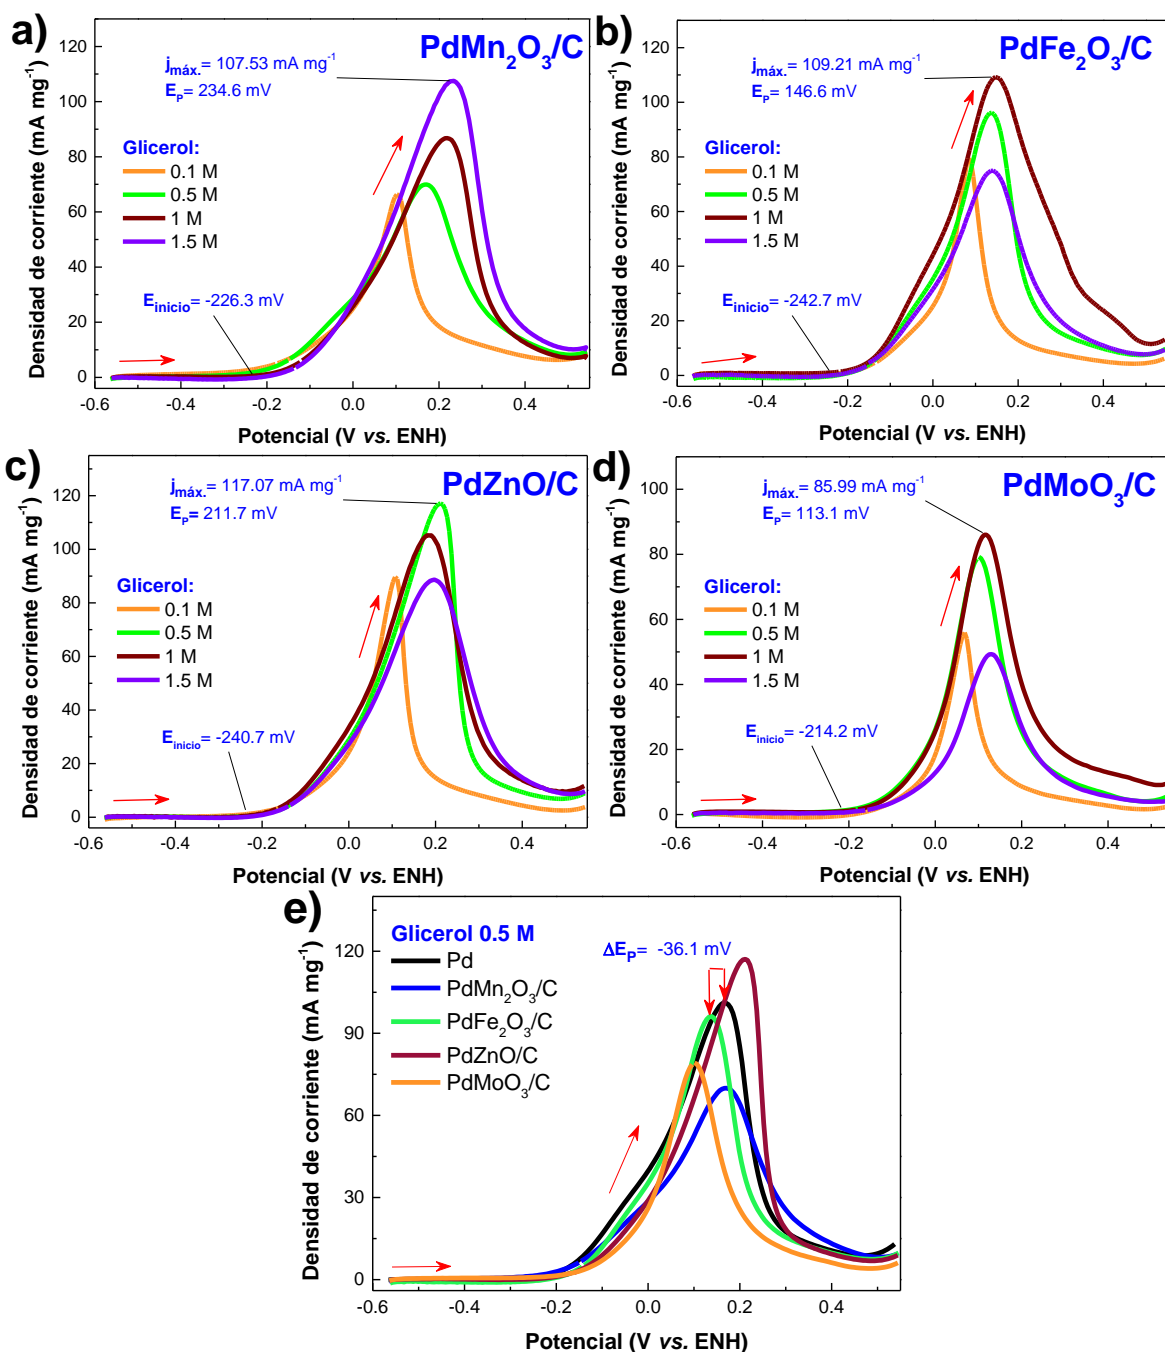 a)
PdMn₂O₃/C
jmáx.= 107.53 mA mg⁻¹
EP= 234.6 mV
Glicerol:
0.1 M
0.5 M
1 M
1.5 M
Einicio= -226.3 mV
Densidad de corriente (mA mg⁻¹)
120
100
80
60
40
20
0
-0.6
-0.4
-0.2
0.0
0.2
0.4
Potencial (V vs. ENH)
b)
PdFe₂O₃/C
jmáx.= 109.21 mA mg⁻¹
EP= 146.6 mV
Glicerol:
0.1 M
0.5 M
1 M
1.5 M
Einicio= -242.7 mV
Densidad de corriente (mA mg⁻¹)
120
100
80
60
40
20
0
-0.6
-0.4
-0.2
0.0
0.2
0.4
Potencial (V vs. ENH)
c)
PdZnO/C
jmáx.= 117.07 mA mg⁻¹
EP= 211.7 mV
Glicerol:
0.1 M
0.5 M
1 M
1.5 M
Einicio= -240.7 mV
Densidad de corriente (mA mg⁻¹)
120
100
80
60
40
20
0
-0.6
-0.4
-0.2
0.0
0.2
0.4
Potencial (V vs. ENH)
d)
PdMoO₃/C
jmáx.= 85.99 mA mg⁻¹
EP= 113.1 mV
Glicerol:
0.1 M
0.5 M
1 M
1.5 M
Einicio= -214.2 mV
Densidad de corriente (mA mg⁻¹)
100
80
60
40
20
0
-0.6
-0.4
-0.2
0.0
0.2
0.4
Potencial (V vs. ENH)
e)
Glicerol 0.5 M
Pd
PdMn₂O₃/C
PdFe₂O₃/C
PdZnO/C
PdMoO₃/C
ΔEP= -36.1 mV
Densidad de corriente (mA mg⁻¹)
120
90
60
30
0
-0.6
-0.4
-0.2
0.0
0.2
0.4
Potencial (V vs. ENH)